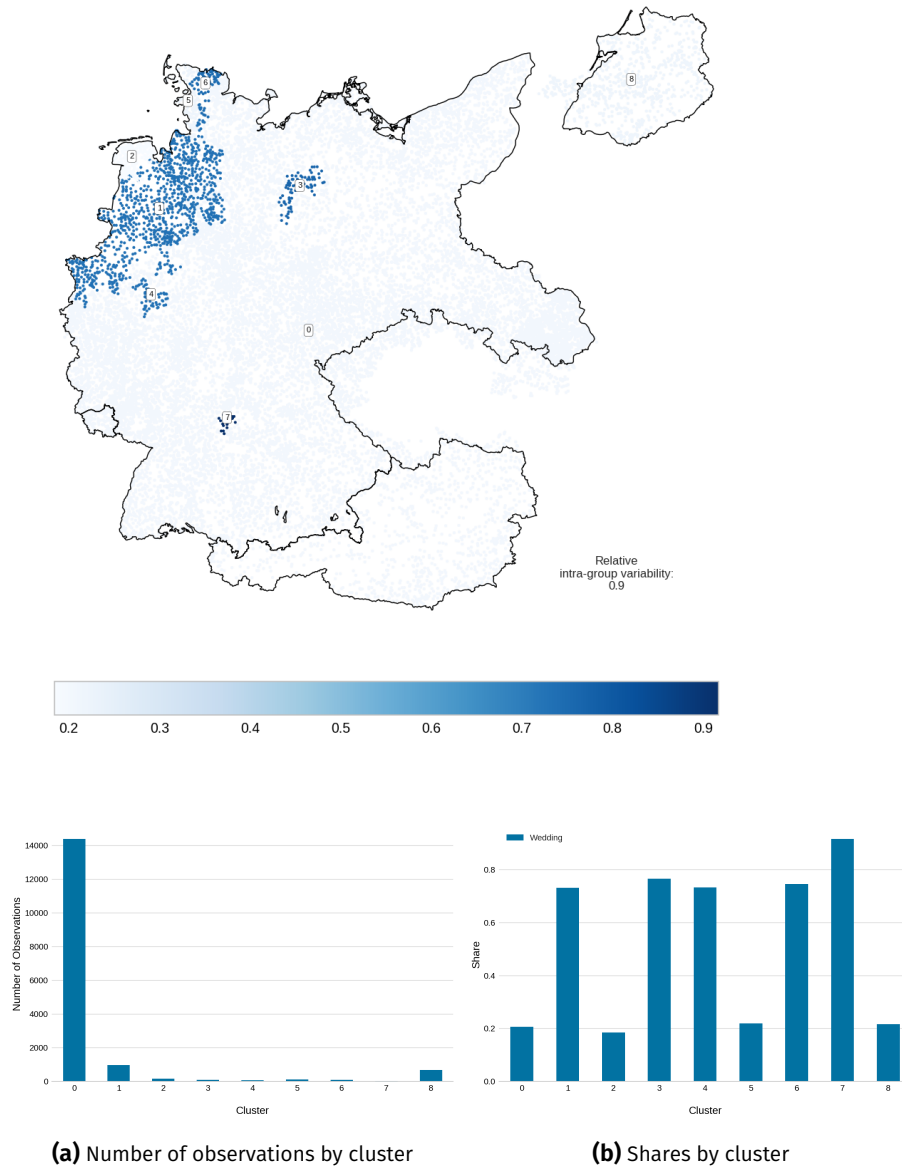 8
6
5
2
3
1
4
0
7
Relative
intra-group variability:
0.9
0.2 0.3 0.4 0.5 0.6 0.7 0.8 0.9
14000
12000
10000
8000
6000
4000
2000
0
Number of Observations
0 1 2 3 4 5 6 7 8
Cluster
(a) Number of observations by cluster
Wedding
0.8
0.6
0.4
0.2
0.0
Share
0 1 2 3 4 5 6 7 8
Cluster
(b) Shares by cluster